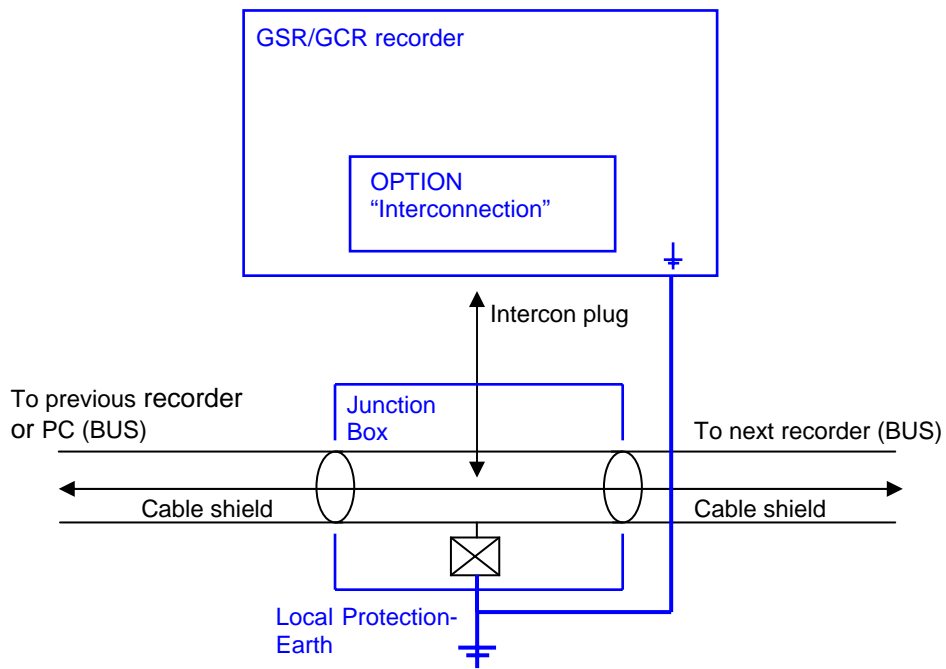 GSR/GCR recorder
OPTION
“Interconnection”
Intercon plug
To previous recorder
or PC (BUS)
Junction
Box
To next recorder (BUS)
Cable shield
Cable shield
Local Protection-
Earth